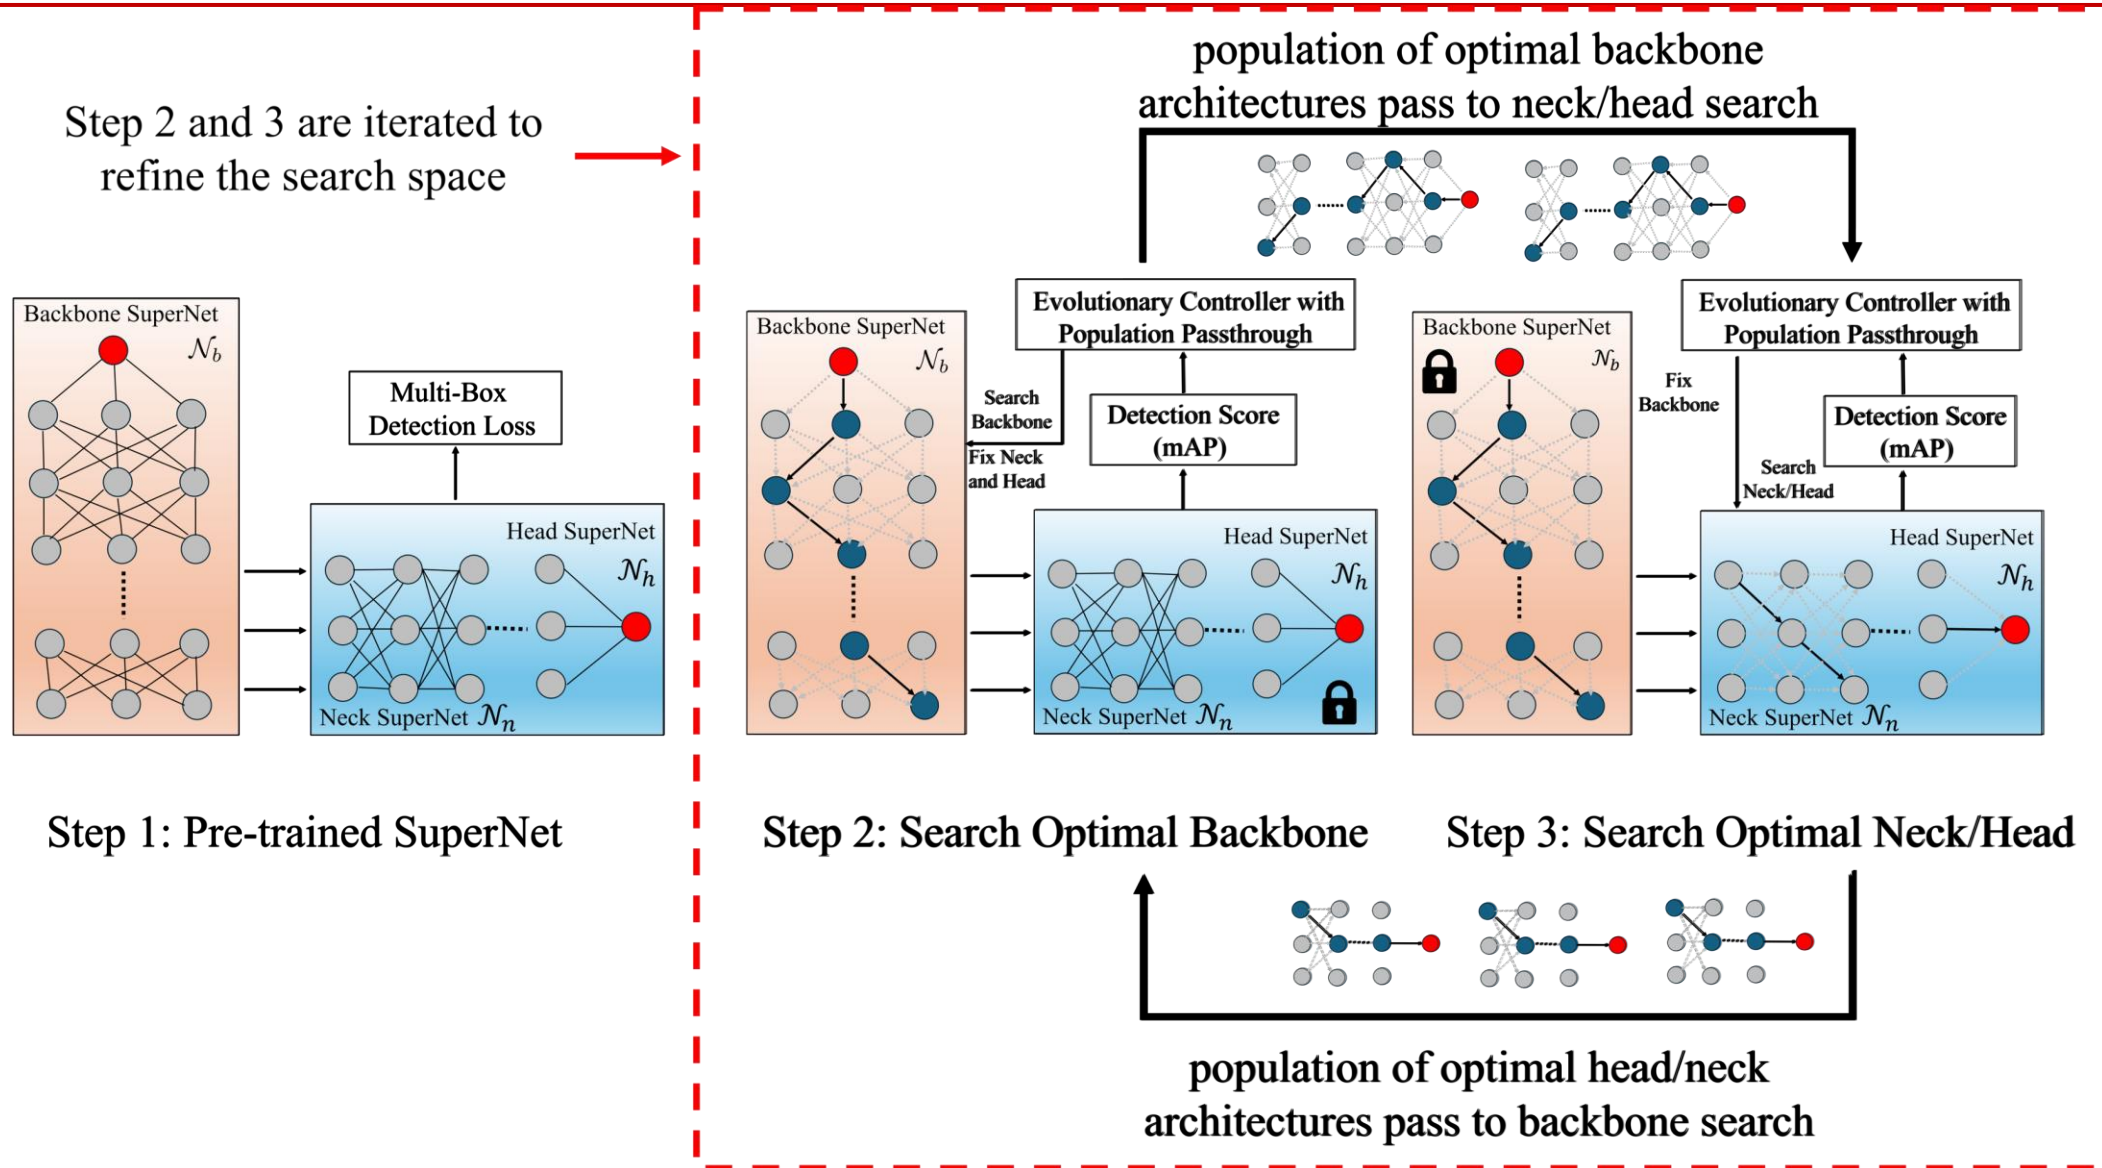 Step 2 and 3 are iterated to
refine the search space
Backbone SuperNet
𝒩b
Multi-Box
Detection Loss
Head SuperNet
𝒩h
Neck SuperNet 𝒩n
Step 1: Pre-trained SuperNet
population of optimal backbone
architectures pass to neck/head search
Evolutionary Controller with
Population Passthrough
Backbone SuperNet
𝒩b
Search
Backbone
Fix Neck
and Head
Detection Score
(mAP)
Head SuperNet
𝒩h
Neck SuperNet 𝒩n
Step 2: Search Optimal Backbone
Evolutionary Controller with
Population Passthrough
Backbone SuperNet
𝒩b
Fix
Backbone
Search
Neck/Head
Detection Score
(mAP)
Head SuperNet
𝒩h
Neck SuperNet 𝒩n
Step 3: Search Optimal Neck/Head
population of optimal head/neck
architectures pass to backbone search